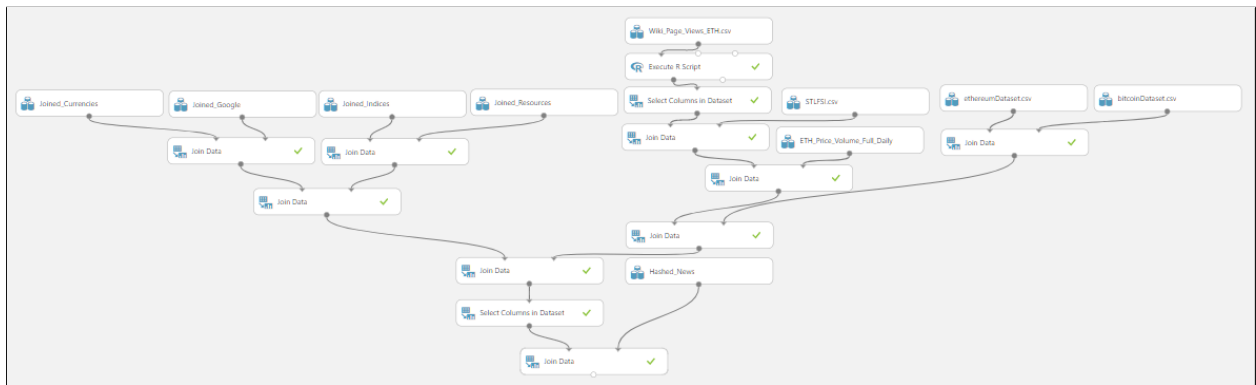 Wiki_Page_Views_ETH.csv
Execute R Script
Joined_Currencies
Joined_Google
Joined_Indices
Joined_Resources
Select Columns in Dataset
STLFSI.csv
ethereumDataset.csv
bitcoinDataset.csv
Join Data
Join Data
Join Data
ETH_Price_Volume_Full_Daily
Join Data
Join Data
Join Data
Join Data
Join Data
Hashed_News
Select Columns in Dataset
Join Data